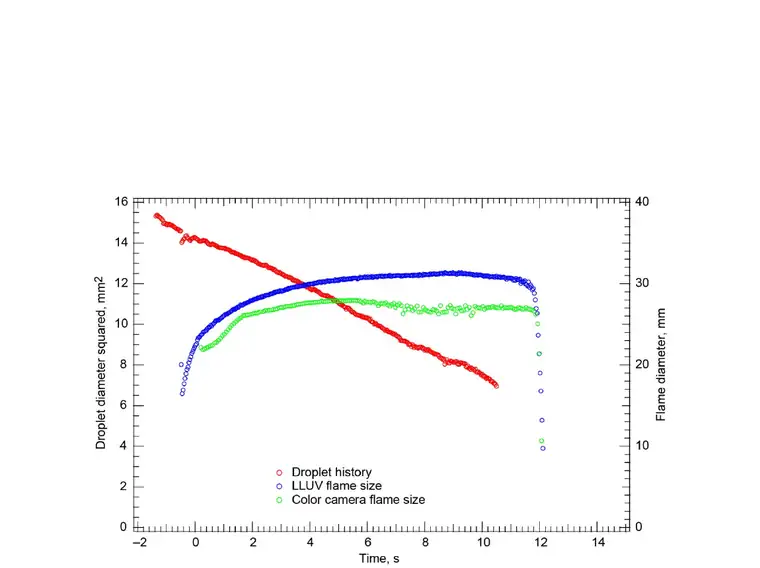 16
14
12
10
8
6
4
2
0
Droplet diameter squared, mm2
40
30
20
10
0
Flame diameter, mm
Droplet history
LLUV flame size
Color camera flame size
–2 0 2 4 6 8 10 12 14
Time, s